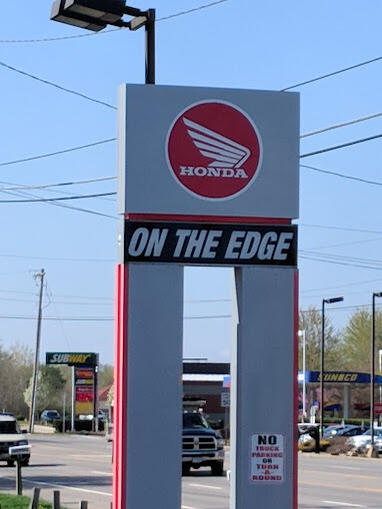 HONDA
ON THE EDGE
SUBWAY
SUNOCO
NO
TRUCK
PARKING
OR
TURN
A
ROUND